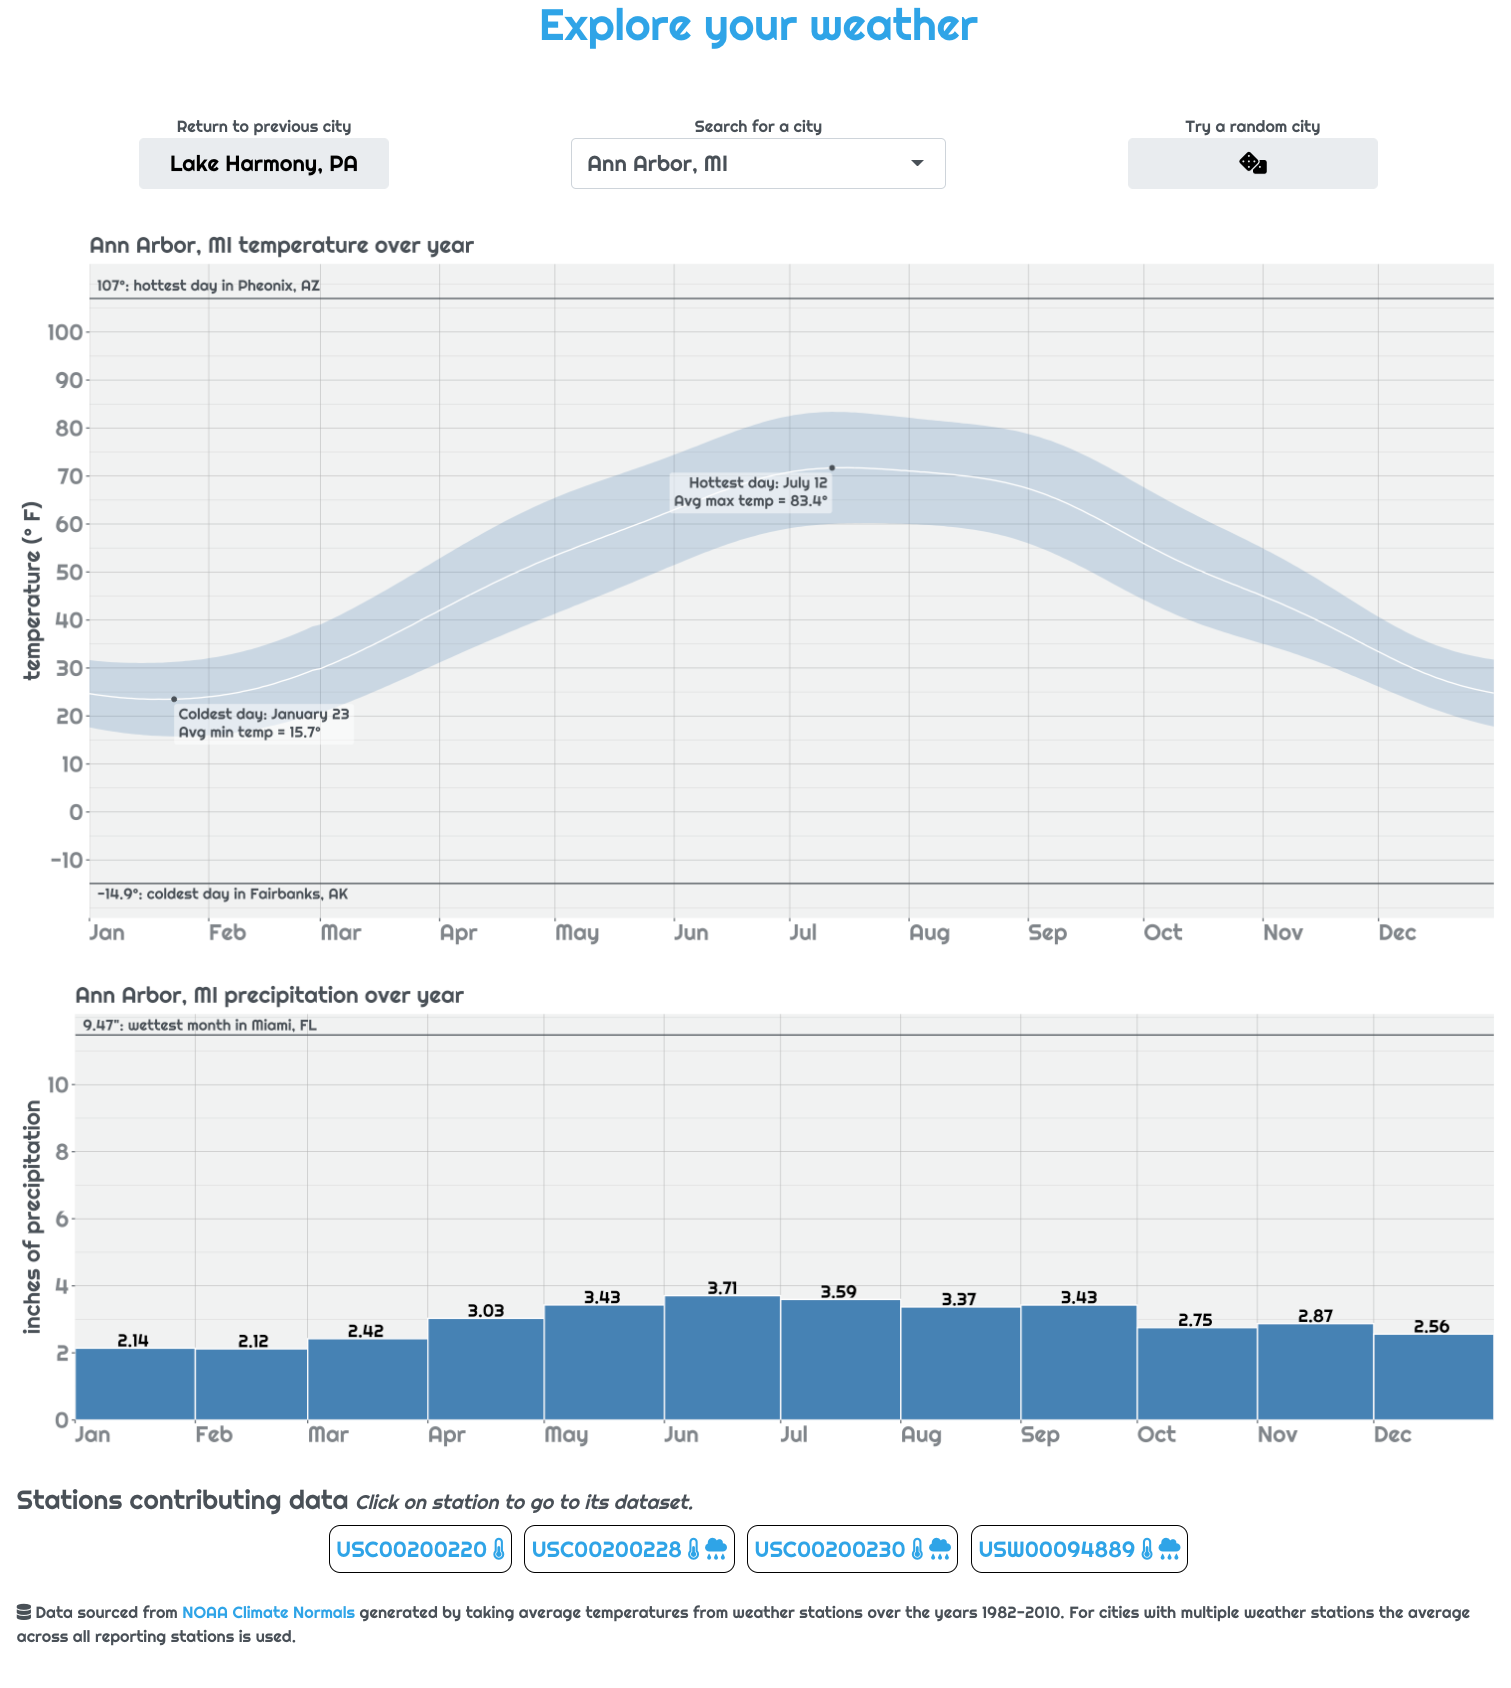 Explore your weather
Return to previous city
Search for a city
Try a random city
Lake Harmony, PA
Ann Arbor, MI
Ann Arbor, MI temperature over year
107°: hottest day in Pheonix, AZ
100
90
80
70
60
50
40
30
20
10
0
-10
temperature (° F)
Hottest day: July 12
Avg max temp = 83.4°
Coldest day: January 23
Avg min temp = 15.7°
-14.9°: coldest day in Fairbanks, AK
Jan Feb Mar Apr May Jun Jul Aug Sep Oct Nov Dec
Ann Arbor, MI precipitation over year
9.47": wettest month in Miami, FL
10
8
6
4
2
0
inches of precipitation
2.14 2.12 2.42 3.03 3.43 3.71 3.59 3.37 3.43 2.75 2.87 2.56
Jan Feb Mar Apr May Jun Jul Aug Sep Oct Nov Dec
Stations contributing data Click on station to go to its dataset.
USC00200220 USC00200228 USC00200230 USW00094889
Data sourced from NOAA Climate Normals generated by taking average temperatures from weather stations over the years 1982-2010. For cities with multiple weather stations the average
across all reporting stations is used.